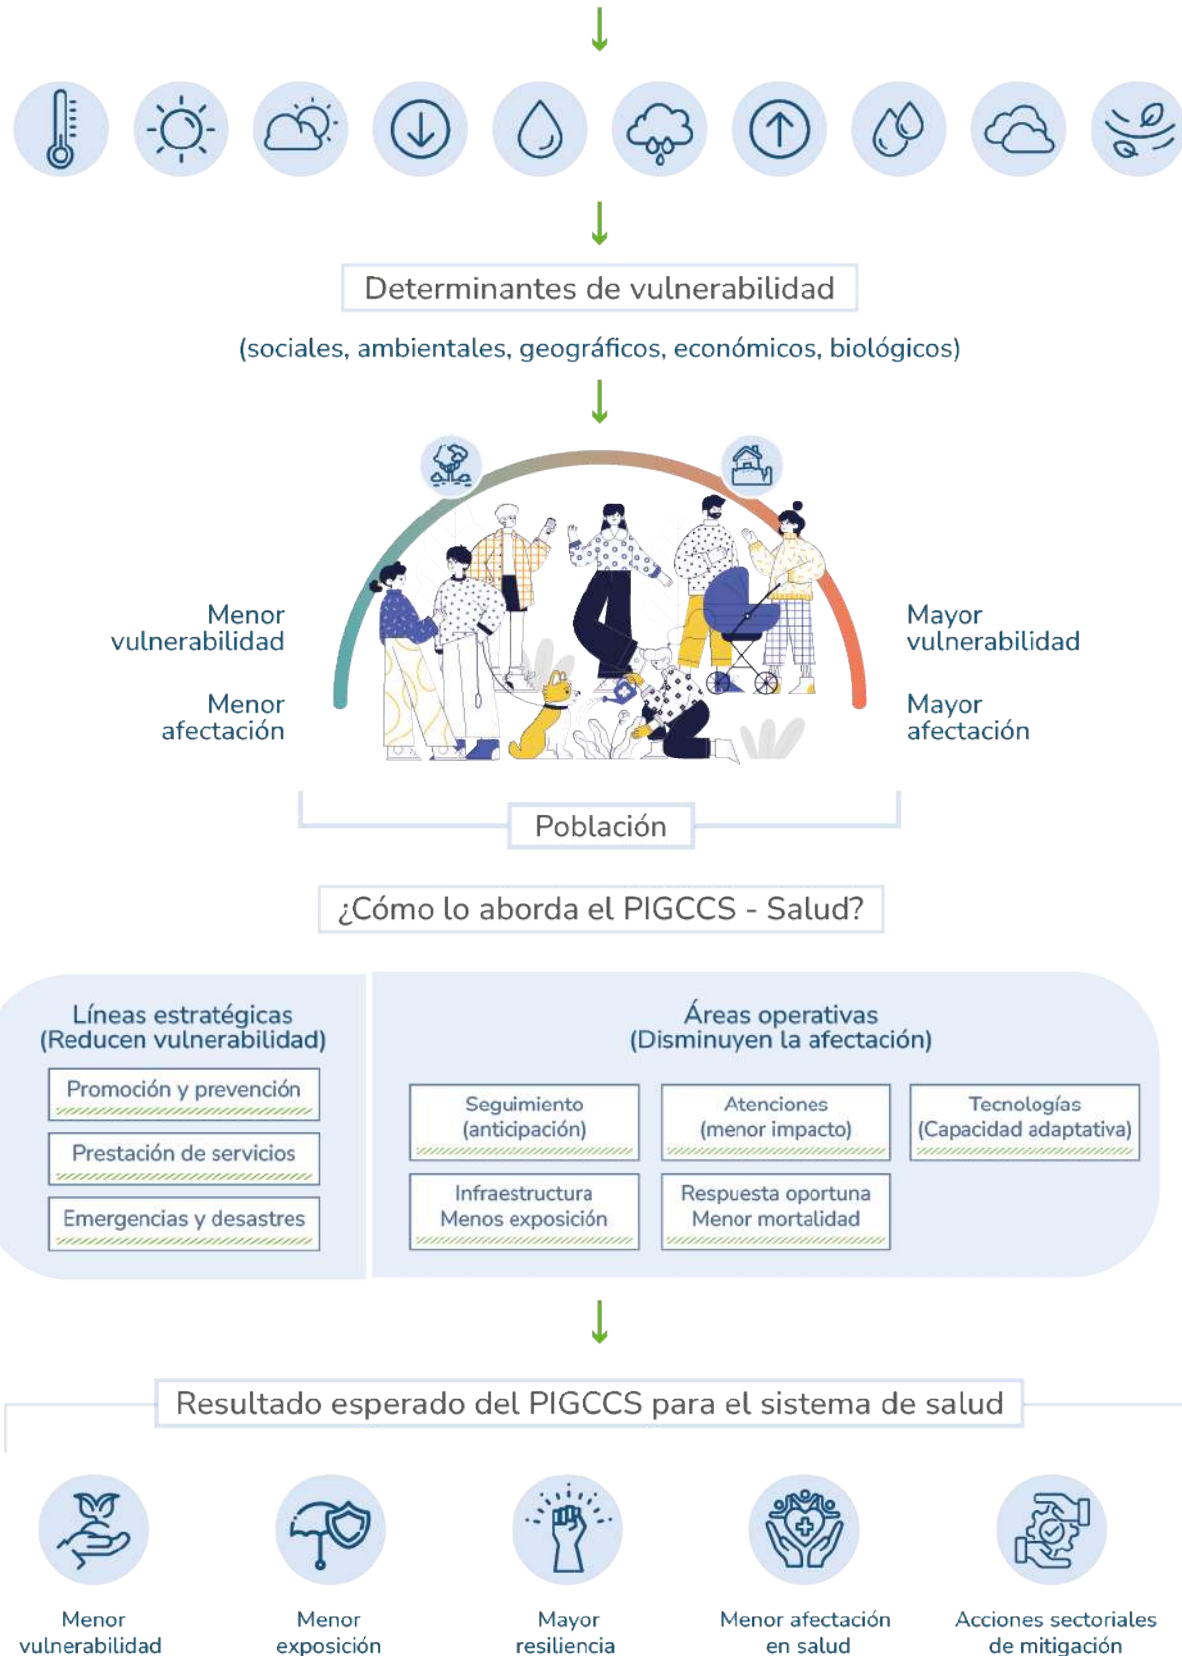 Determinantes de vulnerabilidad
(sociales, ambientales, geográficos, económicos, biológicos)
Menor
vulnerabilidad
Menor
afectación
Mayor
vulnerabilidad
Mayor
afectación
Población
¿Cómo lo aborda el PIGCCS - Salud?
Líneas estratégicas
(Reducen vulnerabilidad)
Promoción y prevención
Prestación de servicios
Emergencias y desastres
Áreas operativas
(Disminuyen la afectación)
Seguimiento
(anticipación)
Atenciones
(menor impacto)
Tecnologías
(Capacidad adaptativa)
Infraestructura
Menos exposición
Respuesta oportuna
Menor mortalidad
Resultado esperado del PIGCCS para el sistema de salud
Menor
vulnerabilidad
Menor
exposición
Mayor
resiliencia
Menor afectación
en salud
Acciones sectoriales
de mitigación